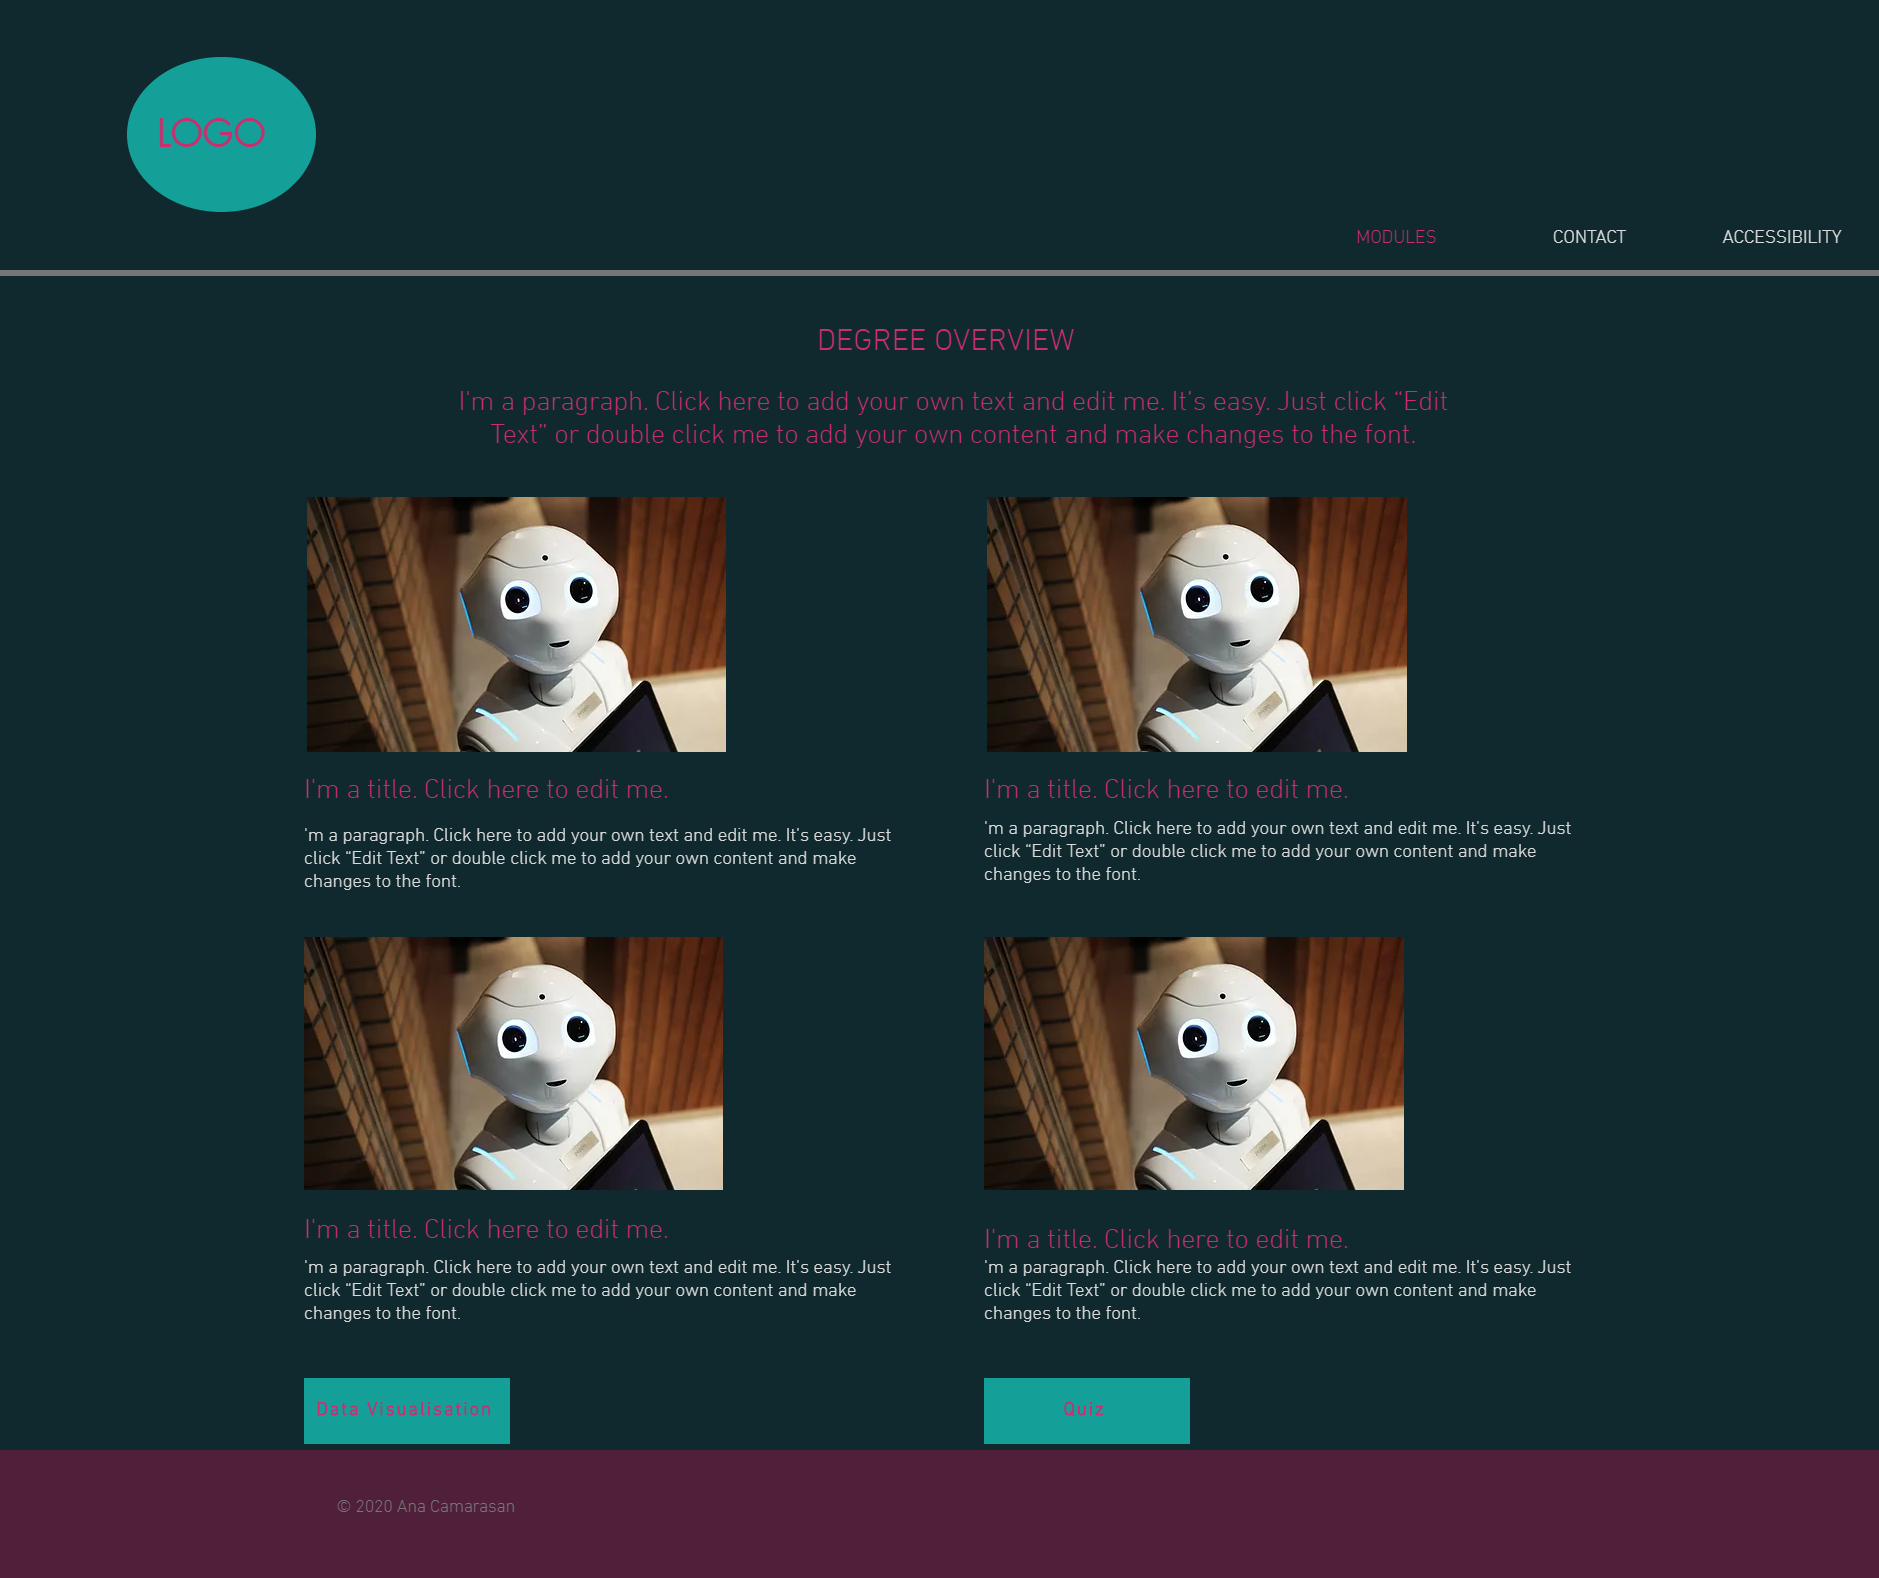 LOGO
MODULES CONTACT ACCESSIBILITY
DEGREE OVERVIEW
I'm a paragraph. Click here to add your own text and edit me. It's easy. Just click “Edit
Text” or double click me to add your own content and make changes to the font.
I'm a title. Click here to edit me.
'm a paragraph. Click here to add your own text and edit me. It's easy. Just
click “Edit Text” or double click me to add your own content and make
changes to the font.
I'm a title. Click here to edit me.
'm a paragraph. Click here to add your own text and edit me. It's easy. Just
click “Edit Text” or double click me to add your own content and make
changes to the font.
I'm a title. Click here to edit me.
'm a paragraph. Click here to add your own text and edit me. It's easy. Just
click “Edit Text” or double click me to add your own content and make
changes to the font.
I'm a title. Click here to edit me.
'm a paragraph. Click here to add your own text and edit me. It's easy. Just
click “Edit Text” or double click me to add your own content and make
changes to the font.
Data Visualisation
Quiz
© 2020 Ana Camarasan